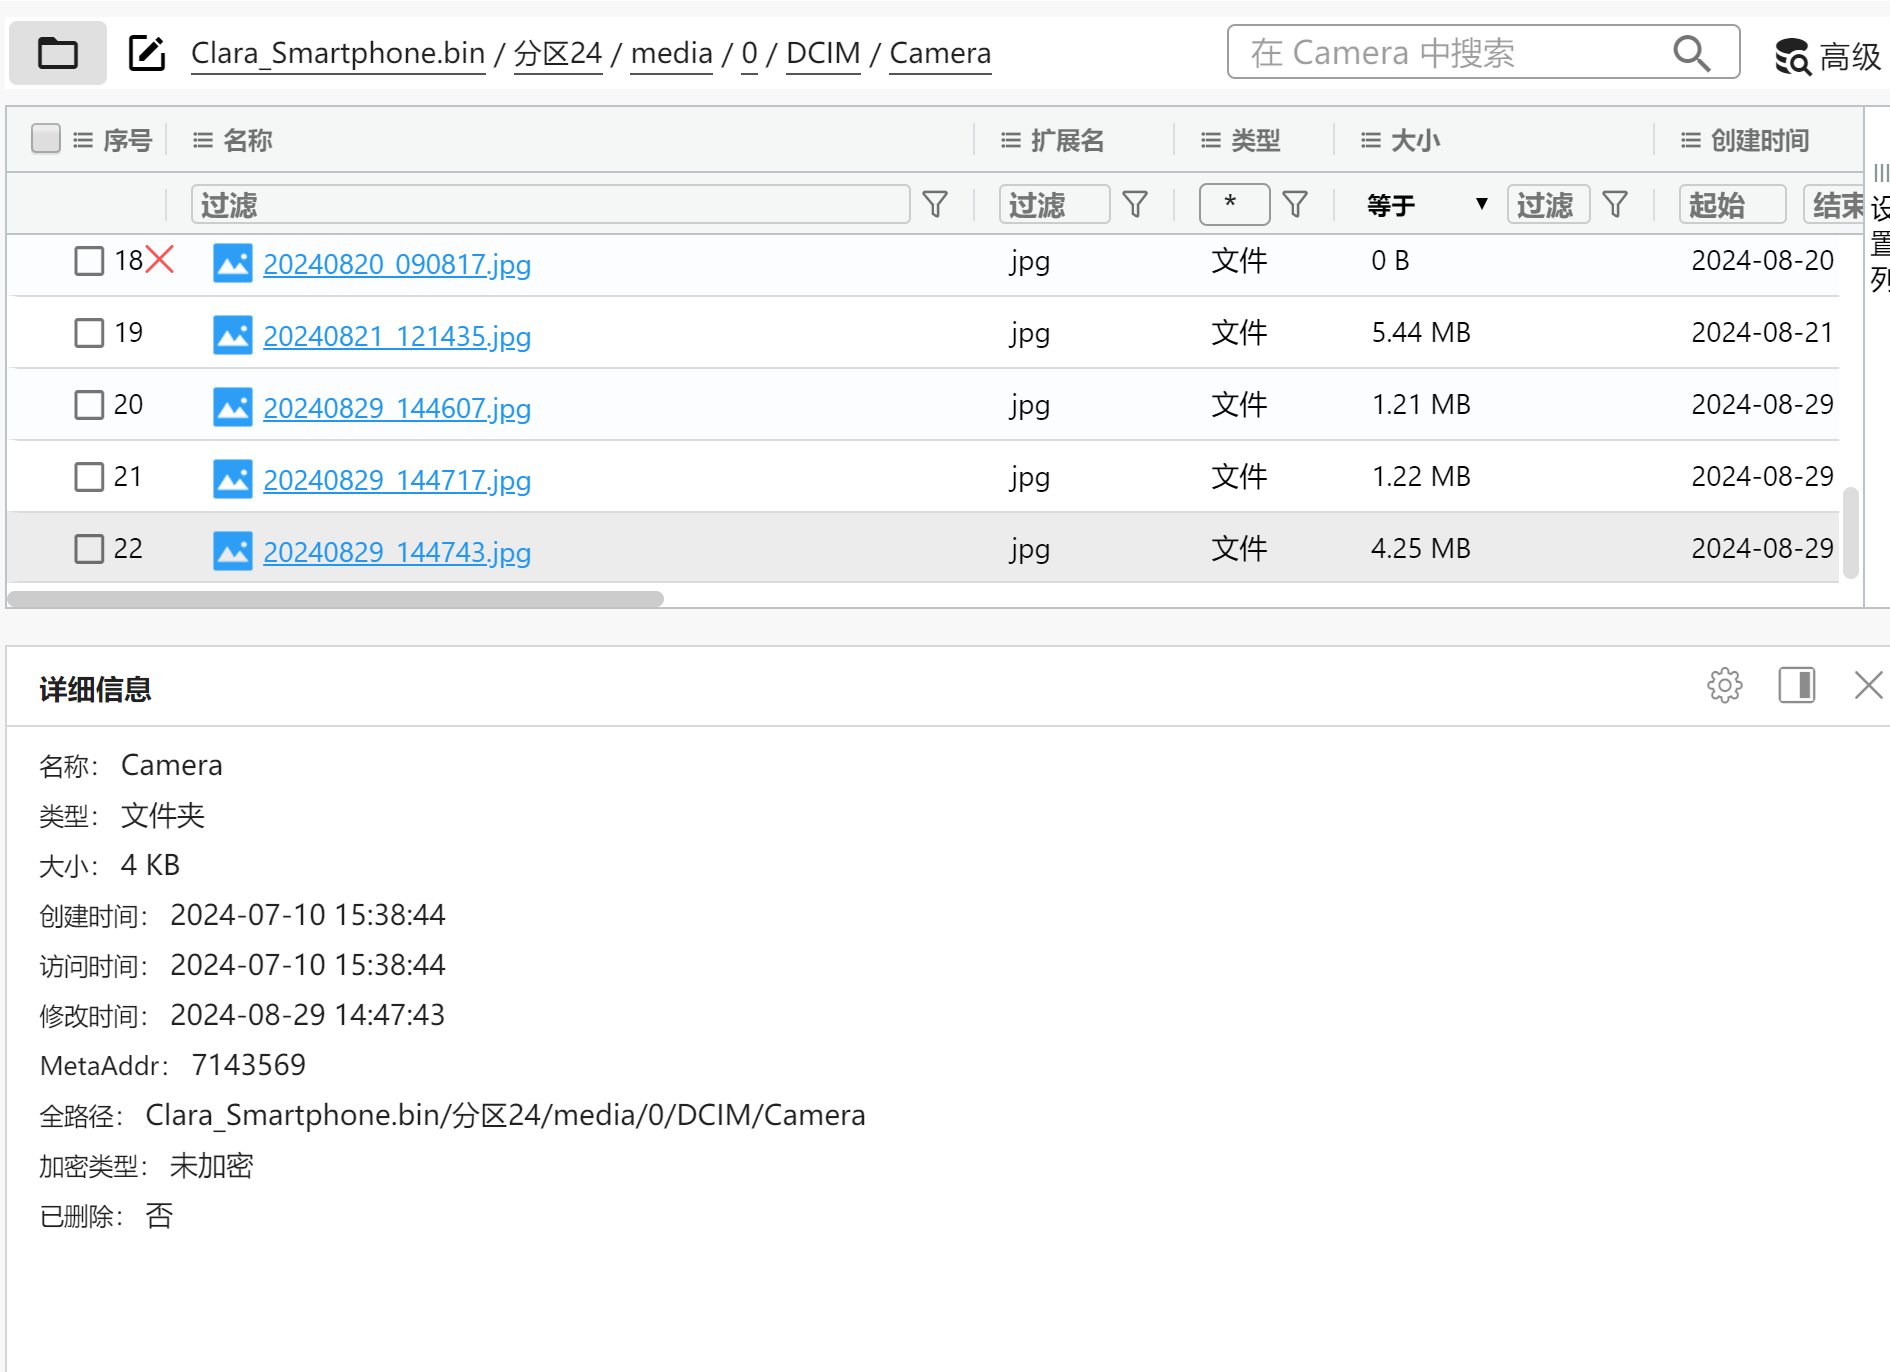 Clara_Smartphone.bin / 分区24 / media / 0 / DCIM / Camera
在 Camera 中搜索
高级
序号 名称 扩展名 类型 大小 创建时间
过滤 过滤 * 等于 ▼ 过滤 起始 结束
设置列
18 20240820_090817.jpg jpg 文件 0 B 2024-08-20
19 20240821_121435.jpg jpg 文件 5.44 MB 2024-08-21
20 20240829_144607.jpg jpg 文件 1.21 MB 2024-08-29
21 20240829_144717.jpg jpg 文件 1.22 MB 2024-08-29
22 20240829_144743.jpg jpg 文件 4.25 MB 2024-08-29
详细信息
名称： Camera
类型： 文件夹
大小： 4 KB
创建时间： 2024-07-10 15:38:44
访问时间： 2024-07-10 15:38:44
修改时间： 2024-08-29 14:47:43
MetaAddr： 7143569
全路径： Clara_Smartphone.bin/分区24/media/0/DCIM/Camera
加密类型： 未加密
已删除： 否